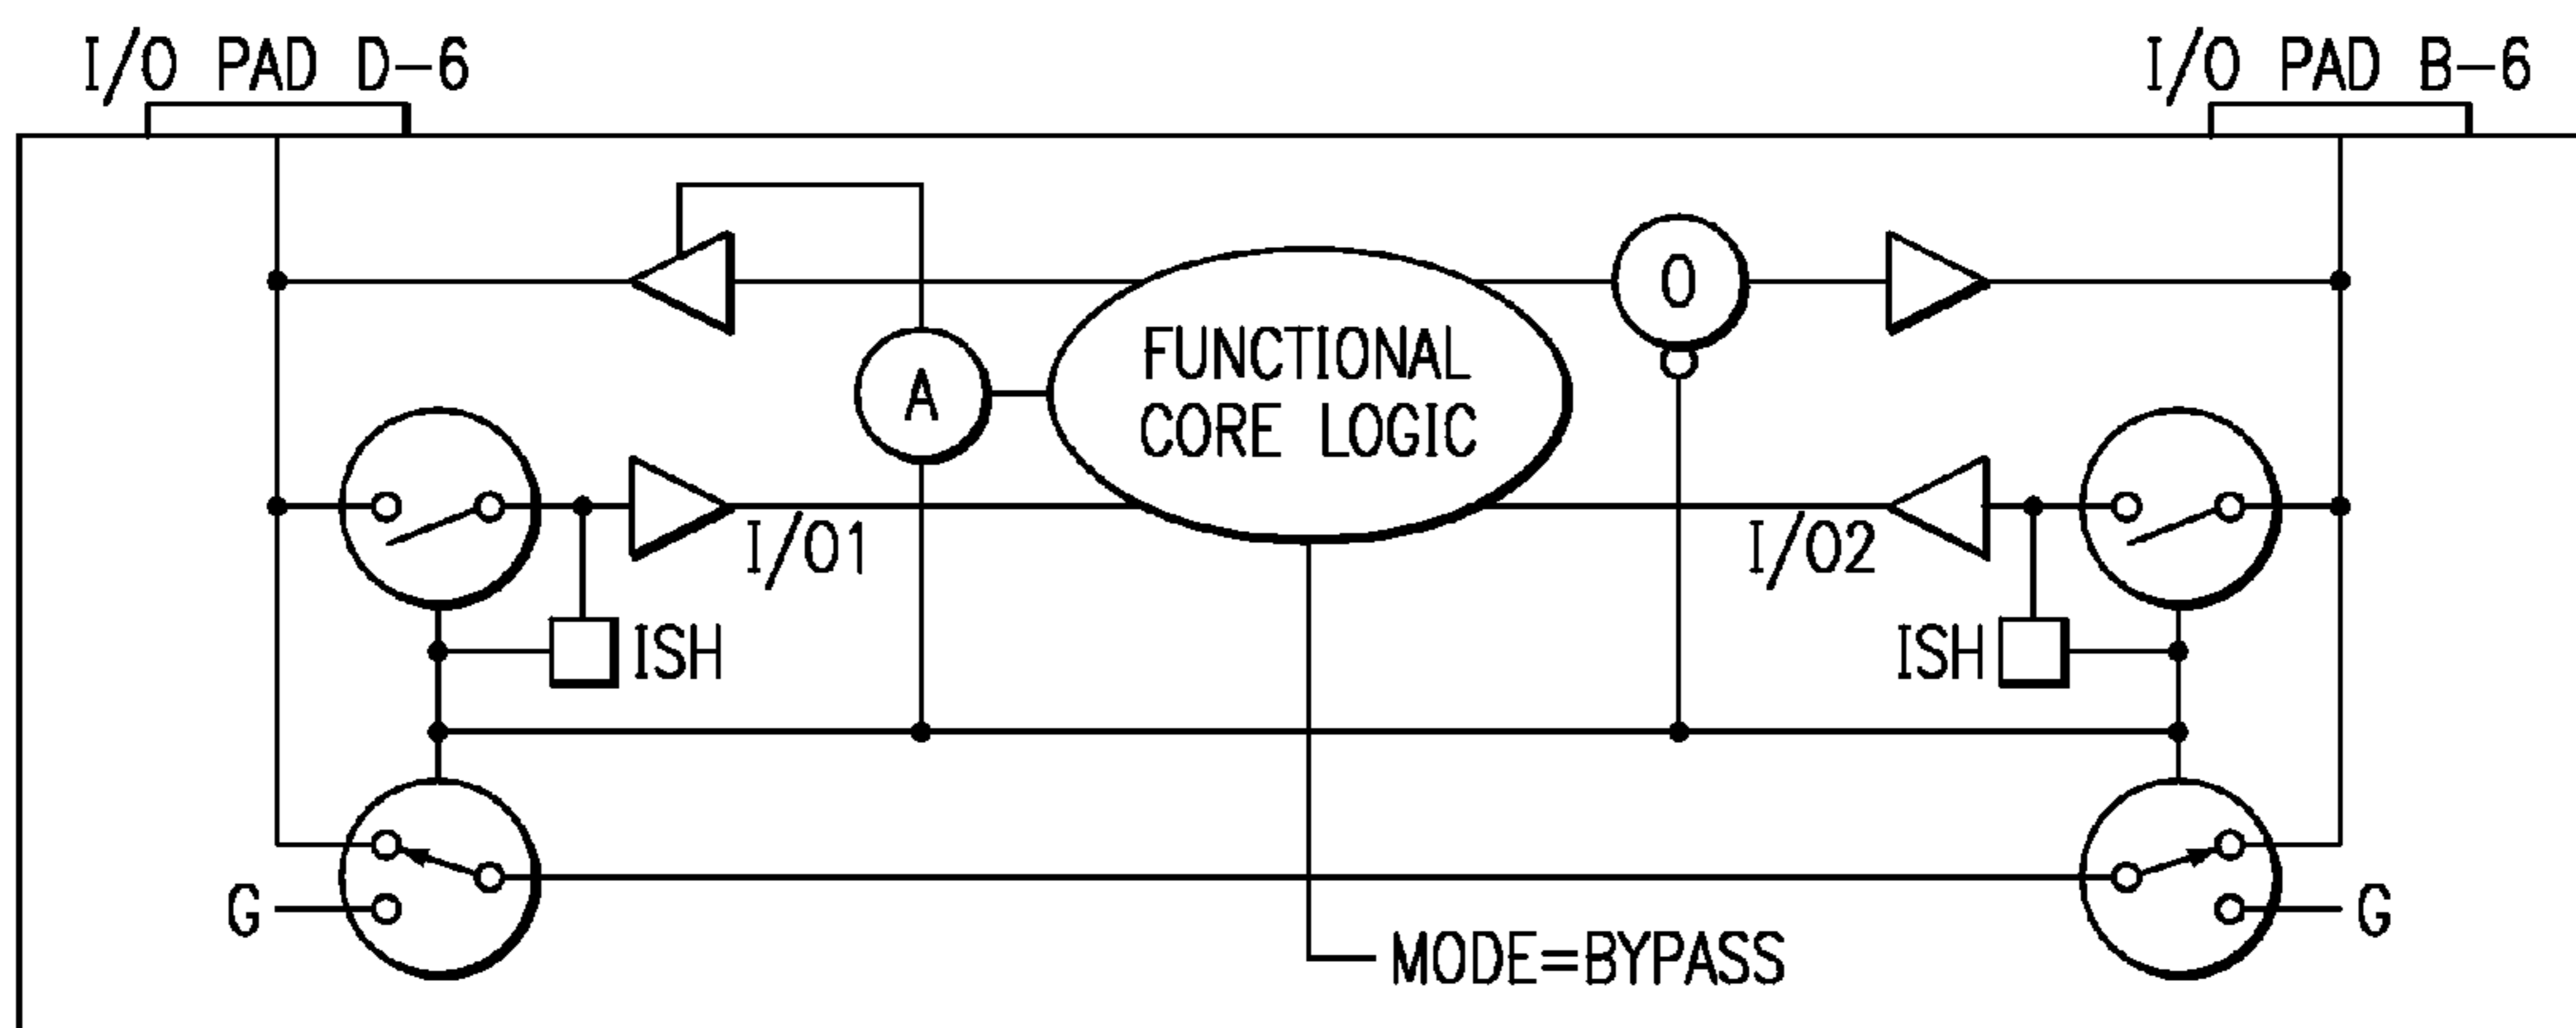 I/O PAD D-6
I/O PAD B-6
O
A
FUNCTIONAL
CORE LOGIC
I/O1
I/O2
ISH
ISH
G
G
MODE=BYPASS